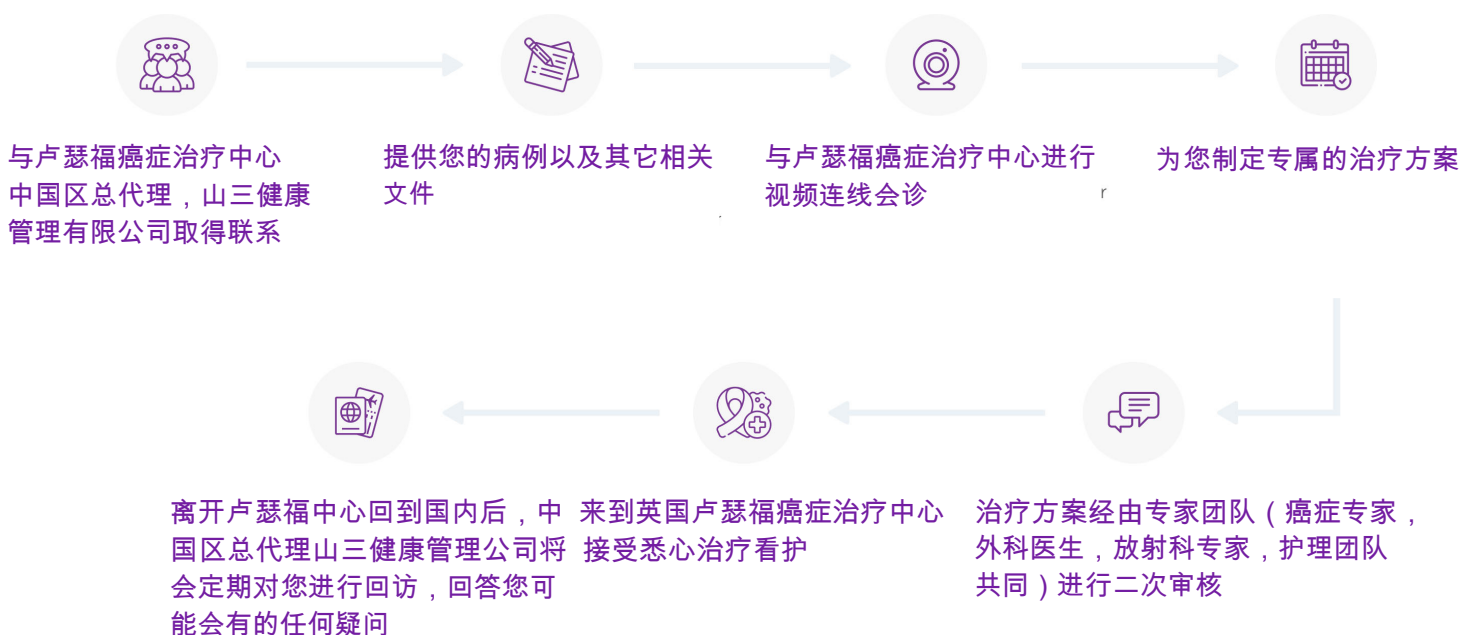 与卢瑟福癌症治疗中心
中国区总代理，山三健康
管理有限公司取得联系
提供您的病例以及其它相关
文件
与卢瑟福癌症治疗中心进行
视频连线会诊
r
为您制定专属的治疗方案
治疗方案经由专家团队（癌症专家，
外科医生，放射科专家，护理团队
共同）进行二次审核
来到英国卢瑟福癌症治疗中心
接受悉心治疗看护
离开卢瑟福中心回到国内后，中
国区总代理山三健康管理公司将
会定期对您进行回访，回答您可
能会有的任何疑问